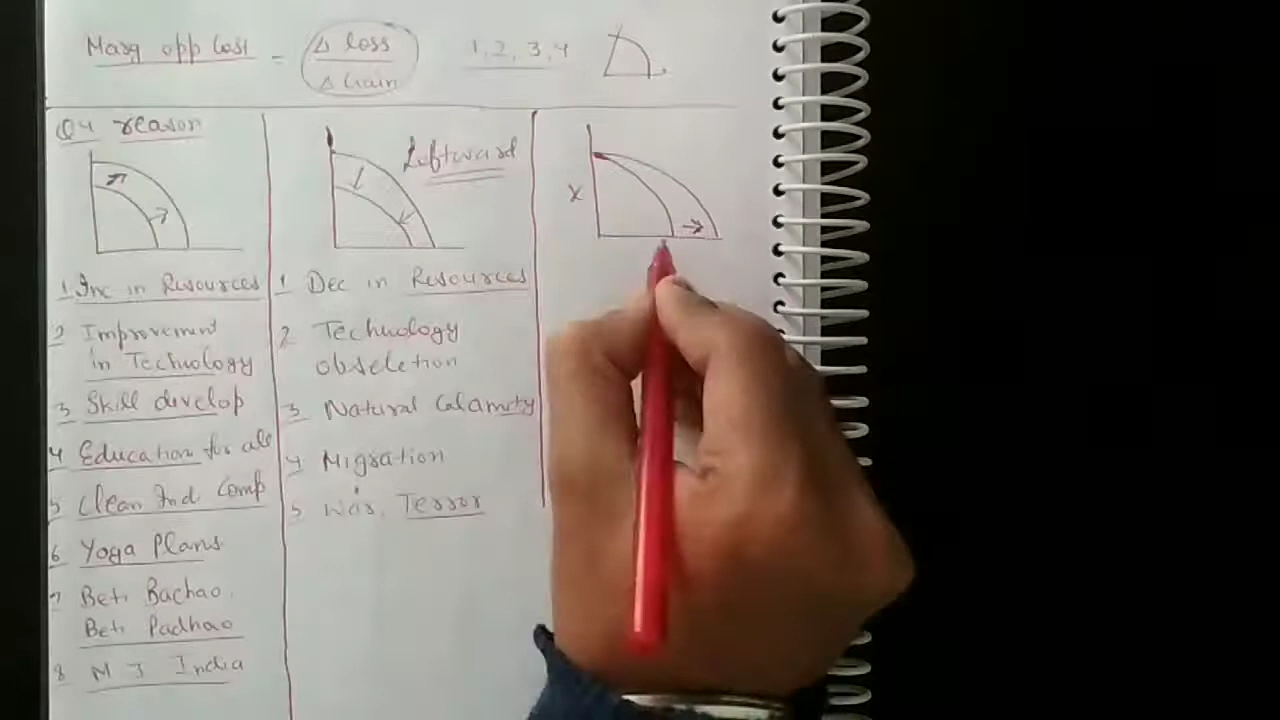 Marg opp Cost = Δ loss
Δ Gain
1, 2, 3, 4
Q4 reason
1. Inc in Resources
2 Improvement
in Technology
3 Skill develop
4 Education for all
5 Clean Ind. Comp
6 Yoga Plans
7 Beti Bachao.
Beti Padhao
8 M I India
Leftward
1 Dec in Resources
2 Technology
obseletion
3 Natural Calamity
4 Migration
5 War, Terror
X